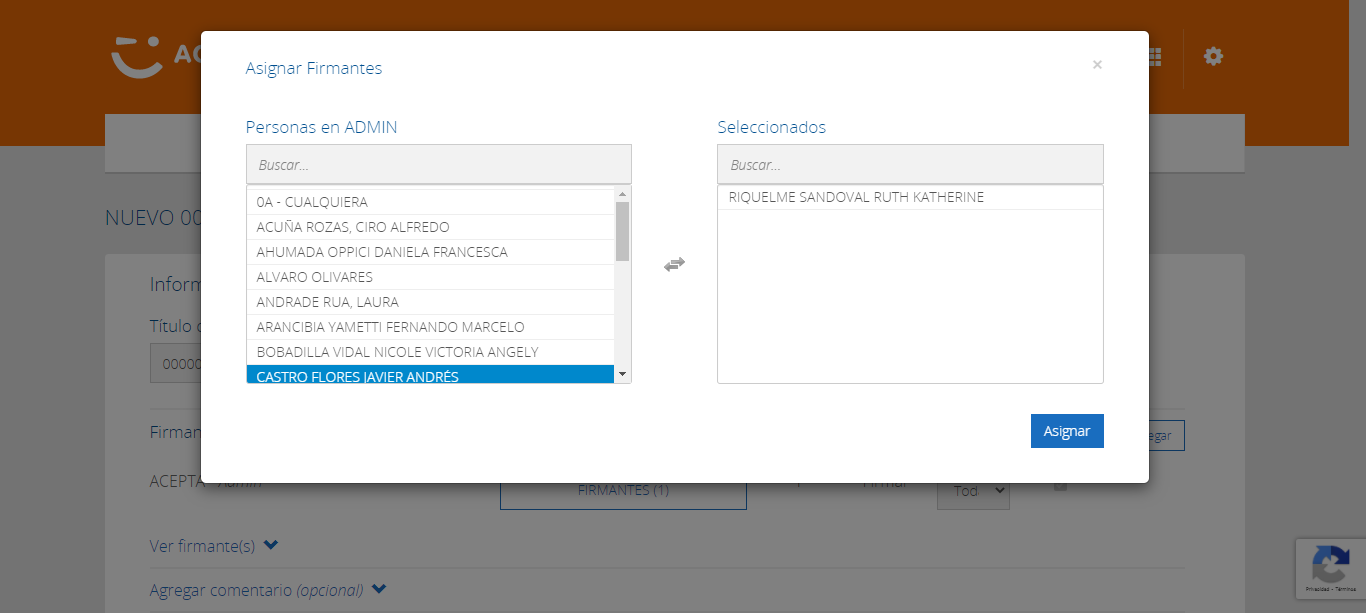 AC
Asignar Firmantes
×
Personas en ADMIN
Seleccionados
Buscar...
Buscar...
0A - CUALQUIERA
ACUÑA ROZAS, CIRO ALFREDO
AHUMADA OPPICI DANIELA FRANCESCA
ALVARO OLIVARES
ANDRADE RUA, LAURA
ARANCIBIA YAMETTI FERNANDO MARCELO
BOBADILLA VIDAL NICOLE VICTORIA ANGELY
CASTRO FLORES JAVIER ANDRÉS
RIQUELME SANDOVAL RUTH KATHERINE
Asignar
NUEVO 00
Inform
Título
00000
Firman
egar
ACEPTA - Admin
FIRMANTES (1)
Firmar
Tod
Ver firmante(s)
Agregar comentario (opcional)
Privacidad - Términos